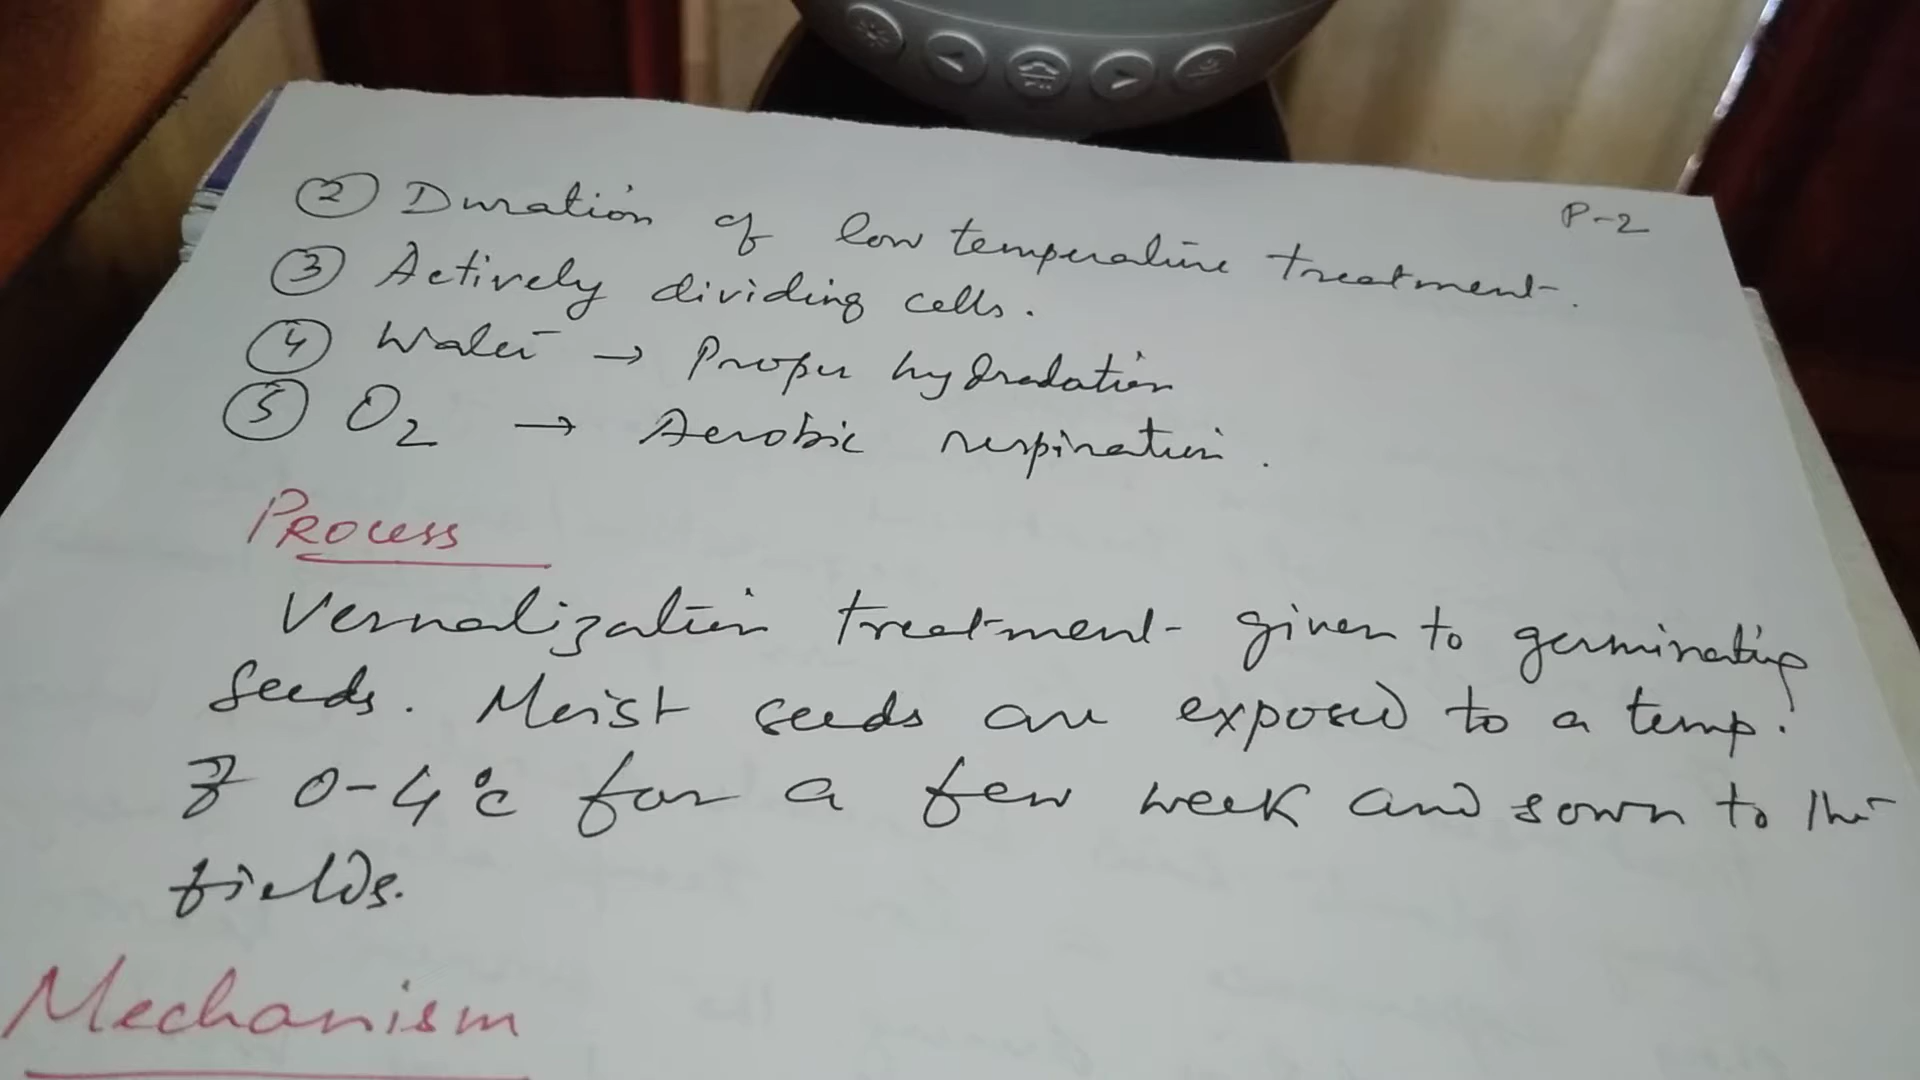 P-2
② Duration of low temperature treatment.
③ Actively dividing cells.
④ Water → Proper hydradation
⑤ O2 → Aerobic respiration.
Process
Vernalization treatment given to germinating
seeds. Moist seeds are exposed to a temp.
of 0-4°c for a few week and sown to the
fields.
Mechanism